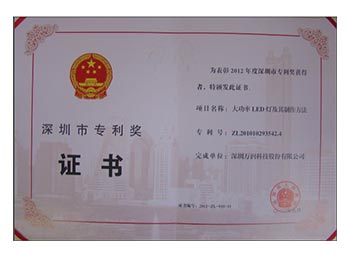 深圳市专利奖
证书
为表彰2012年度深圳市专利奖获得
者，特颁发此证书。
项目名称：大功率LED灯及其制作方法
专利号：ZL201010293542.4
完成单位：深圳万润科技股份有限公司